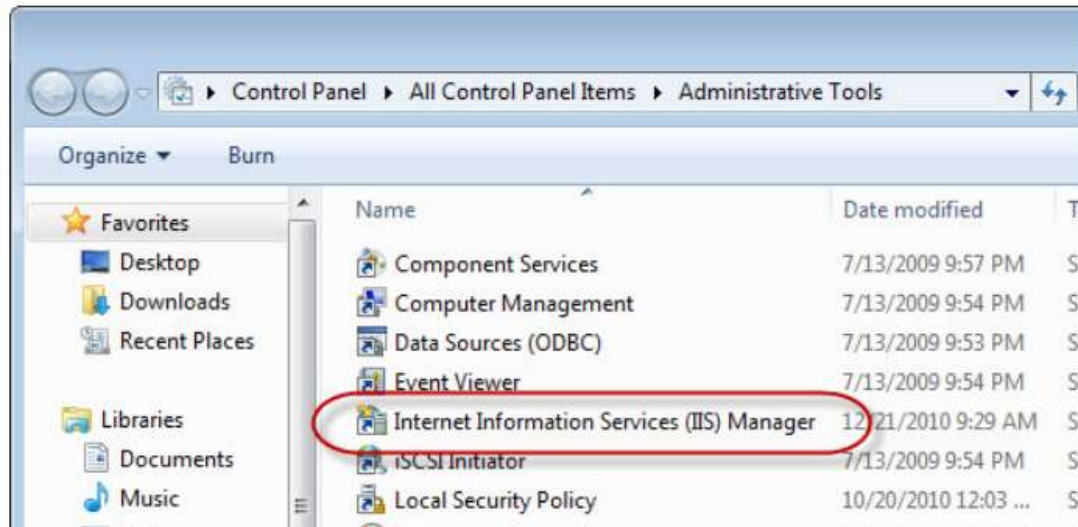 Control Panel ▸ All Control Panel Items ▸ Administrative Tools
Organize Burn
Favorites
Desktop
Downloads
Recent Places
Libraries
Documents
Music
Name Date modified
Component Services 7/13/2009 9:57 PM S
Computer Management 7/13/2009 9:54 PM S
Data Sources (ODBC) 7/13/2009 9:53 PM S
Event Viewer 7/13/2009 9:54 PM S
Internet Information Services (IIS) Manager 12/21/2010 9:29 AM S
iSCSI Initiator 7/13/2009 9:54 PM S
Local Security Policy 10/20/2010 12:03 ... S